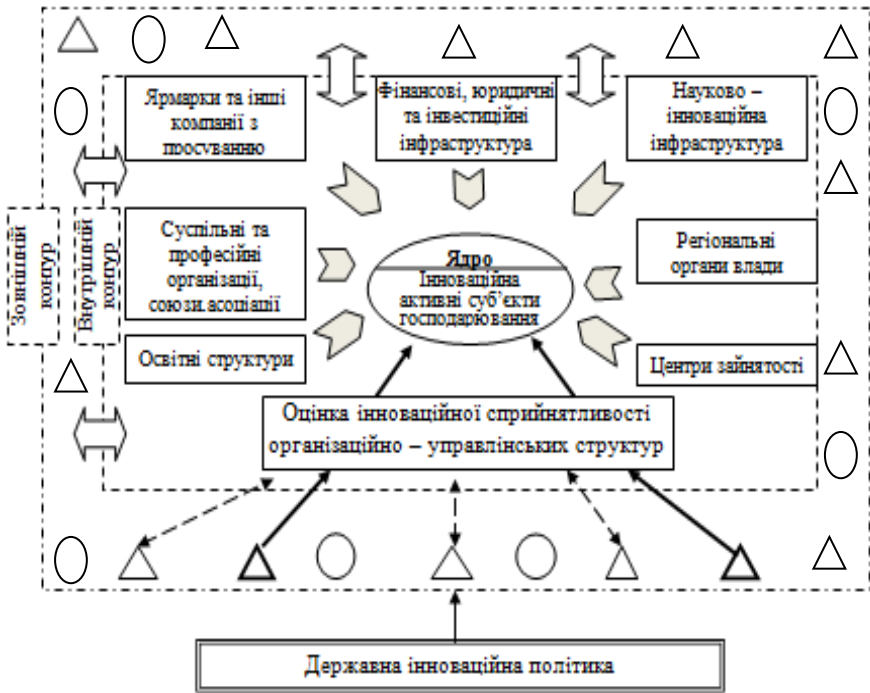 Ярмарки та інші
компанії з
просуванню
Фінансові, юридичні
та інвестиційні
інфраструктура
Науково –
інноваційна
інфраструктура
Зовнішній
контур
Внутрішній
контур
Суспільні та
професійні
організації,
союзи.асоціації
Ядро
Інноваційна
активні суб’єкти
господарювання
Регіональні
органи влади
Освітні структури
Центри зайнятості
Оцінка інноваційної сприйнятливості
організаційно – управлінських структур
Державна інноваційна політика